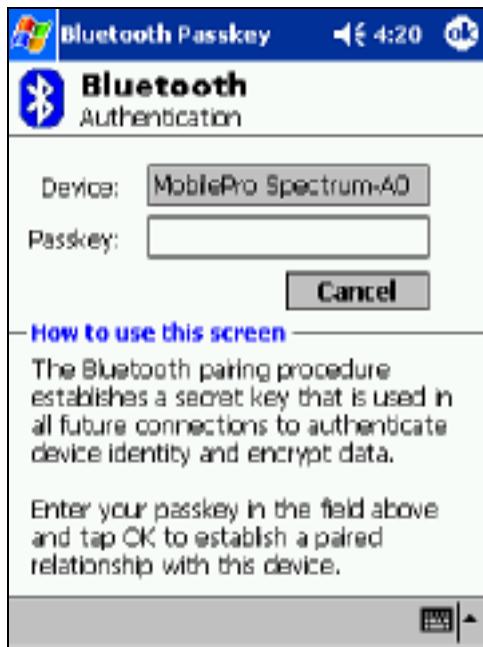 Bluetooth Passkey 4:20 ok
Bluetooth
Authentication
Device: MobilePro Spectrum-A0
Passkey:
Cancel
How to use this screen
The Bluetooth pairing procedure
establishes a secret key that is used in
all future connections to authenticate
device identity and encrypt data.
Enter your passkey in the field above
and tap OK to establish a paired
relationship with this device.